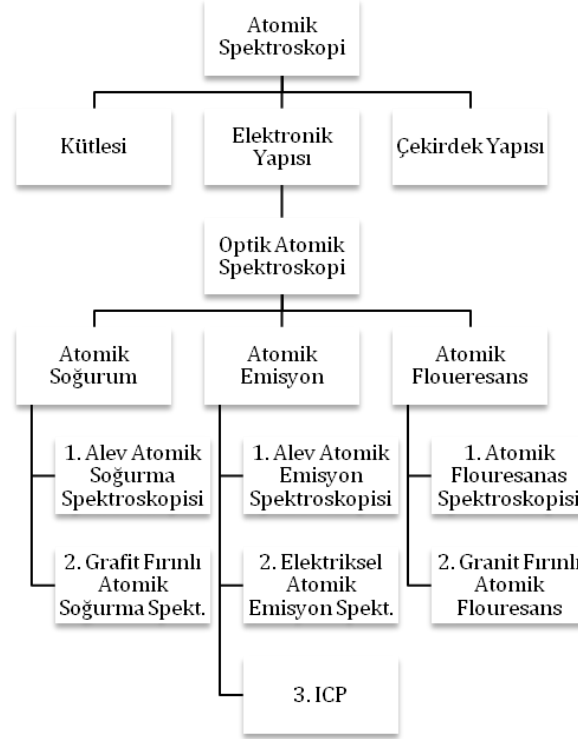 Atomik
Spektroskopi
Kütlesi
Elektronik
Yapısı
Çekirdek Yapısı
Optik Atomik
Spektroskopi
Atomik
Soğurum
Atomik
Emisyon
Atomik
Floueresans
1. Alev Atomik
Soğurma
Spektroskopisi
1. Alev Atomik
Emisyon
Spektroskopisi
1. Atomik
Flouresanas
Spektroskopisi
2. Grafit Fırınlı
Atomik
Soğurma Spekt.
2. Elektriksel
Atomik
Emisyon Spekt.
2. Granit Fırınlı
Atomik
Flouresans
3. ICP